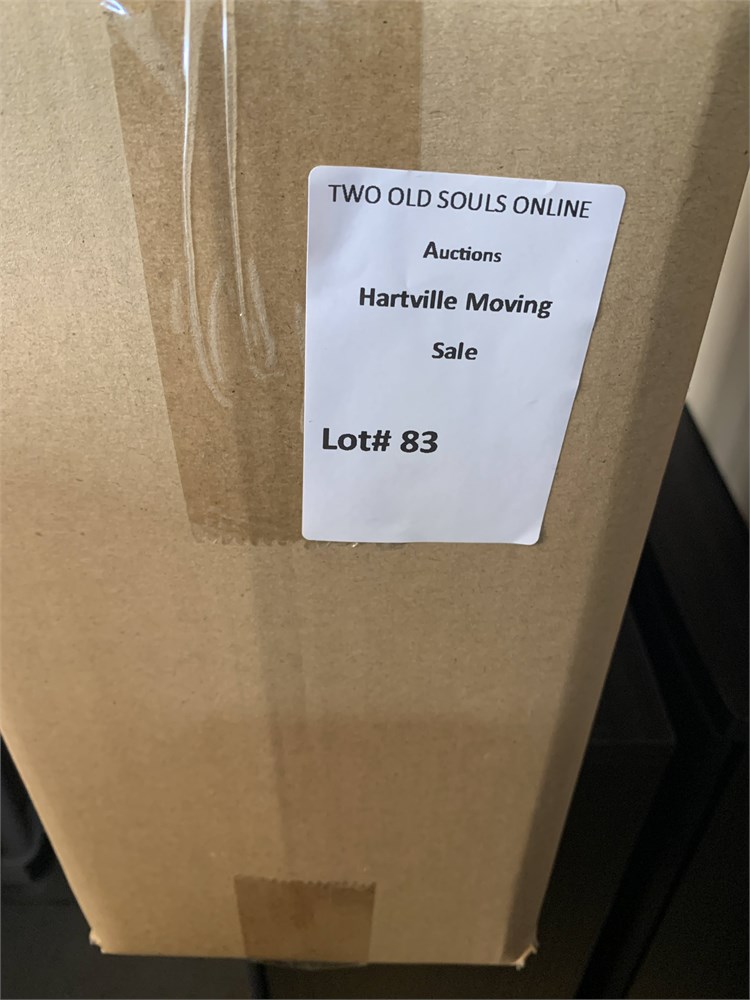 TWO OLD SOULS ONLINE
Auctions
Hartville Moving
Sale
Lot# 83